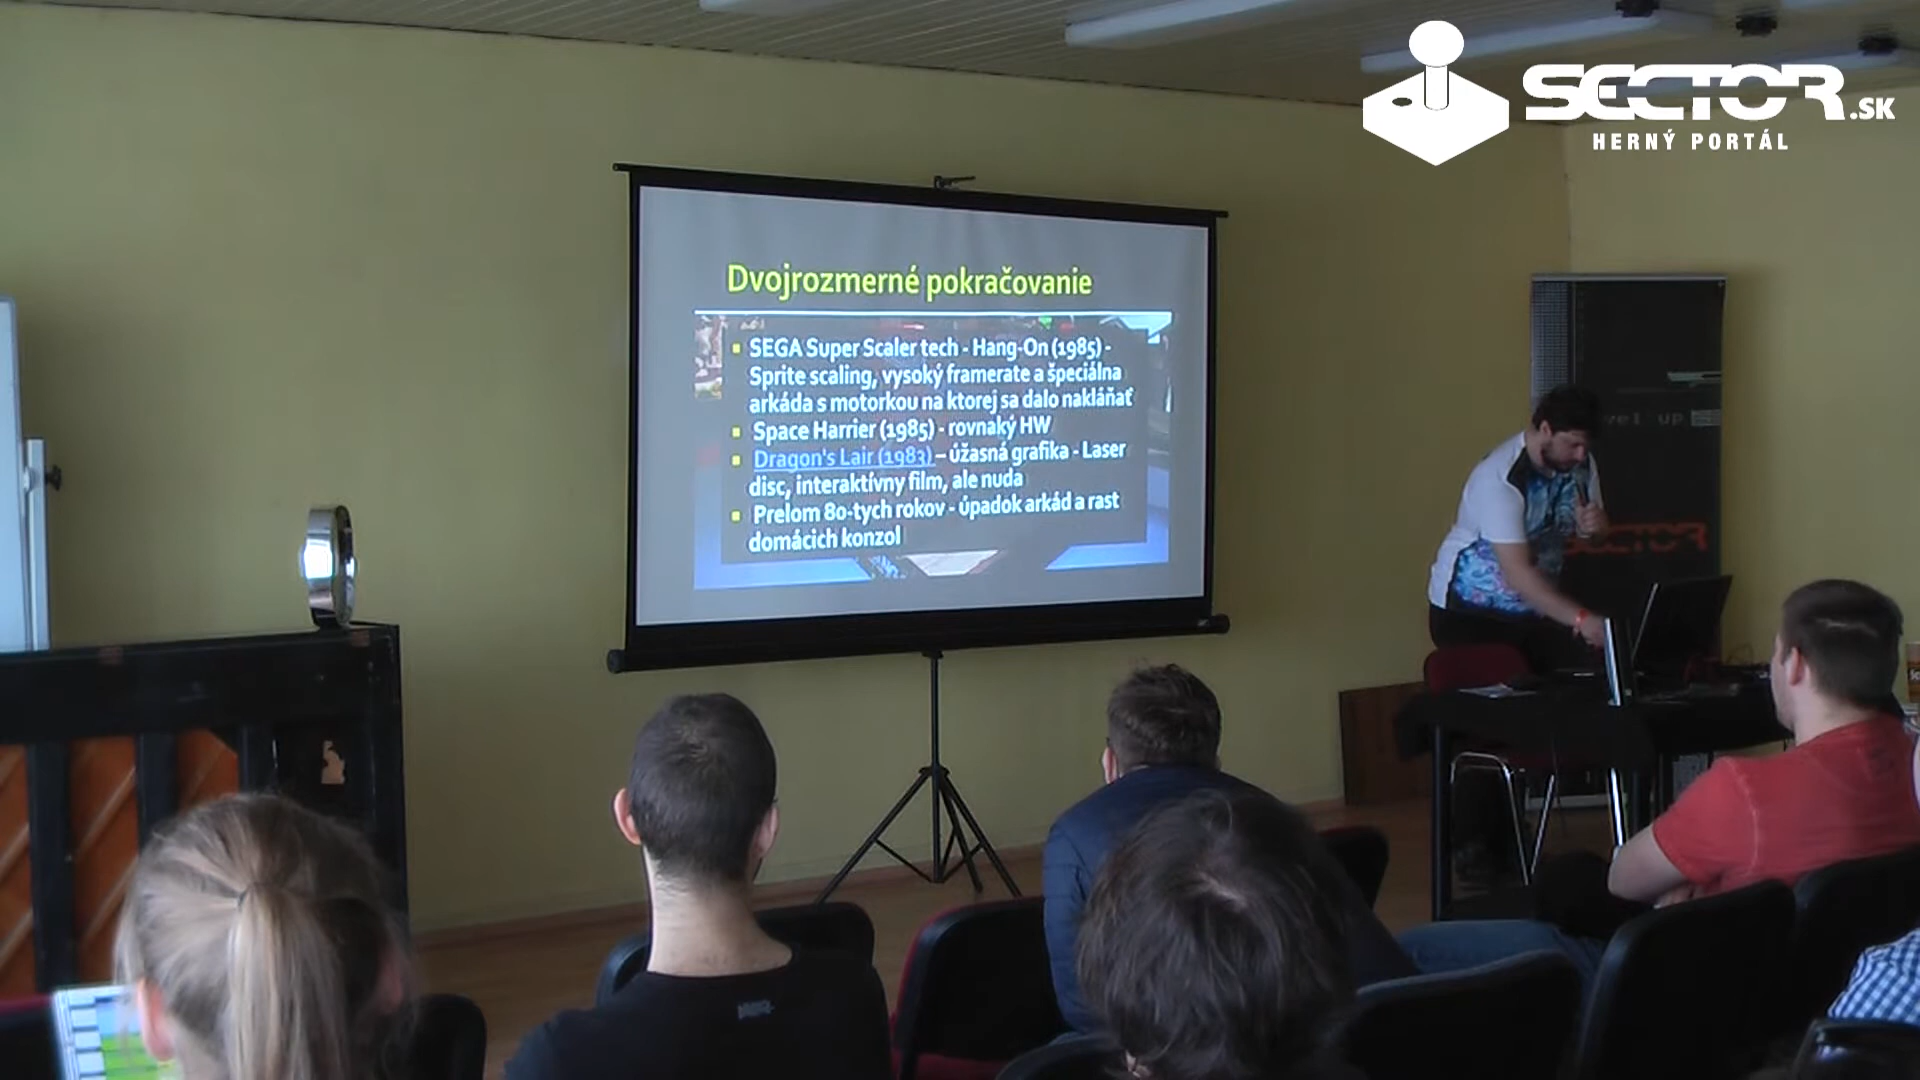 SECTOR.SK
HERNÝ PORTÁL
Dvojrozmerné pokračovanie
SEGA Super Scaler tech - Hang-On (1985) -
Sprite scaling, vysoký framerate a špeciálna
arkáda s motorkou na ktorej sa dalo nakláňať
Space Harrier (1985) - rovnaký HW
Dragon's Lair (1983) – úžasná grafika - Laser
disc, interaktívny film, ale nuda
Prelom 80-tych rokov - úpadok arkád a rast
domácich konzol
vel up
SECTOR